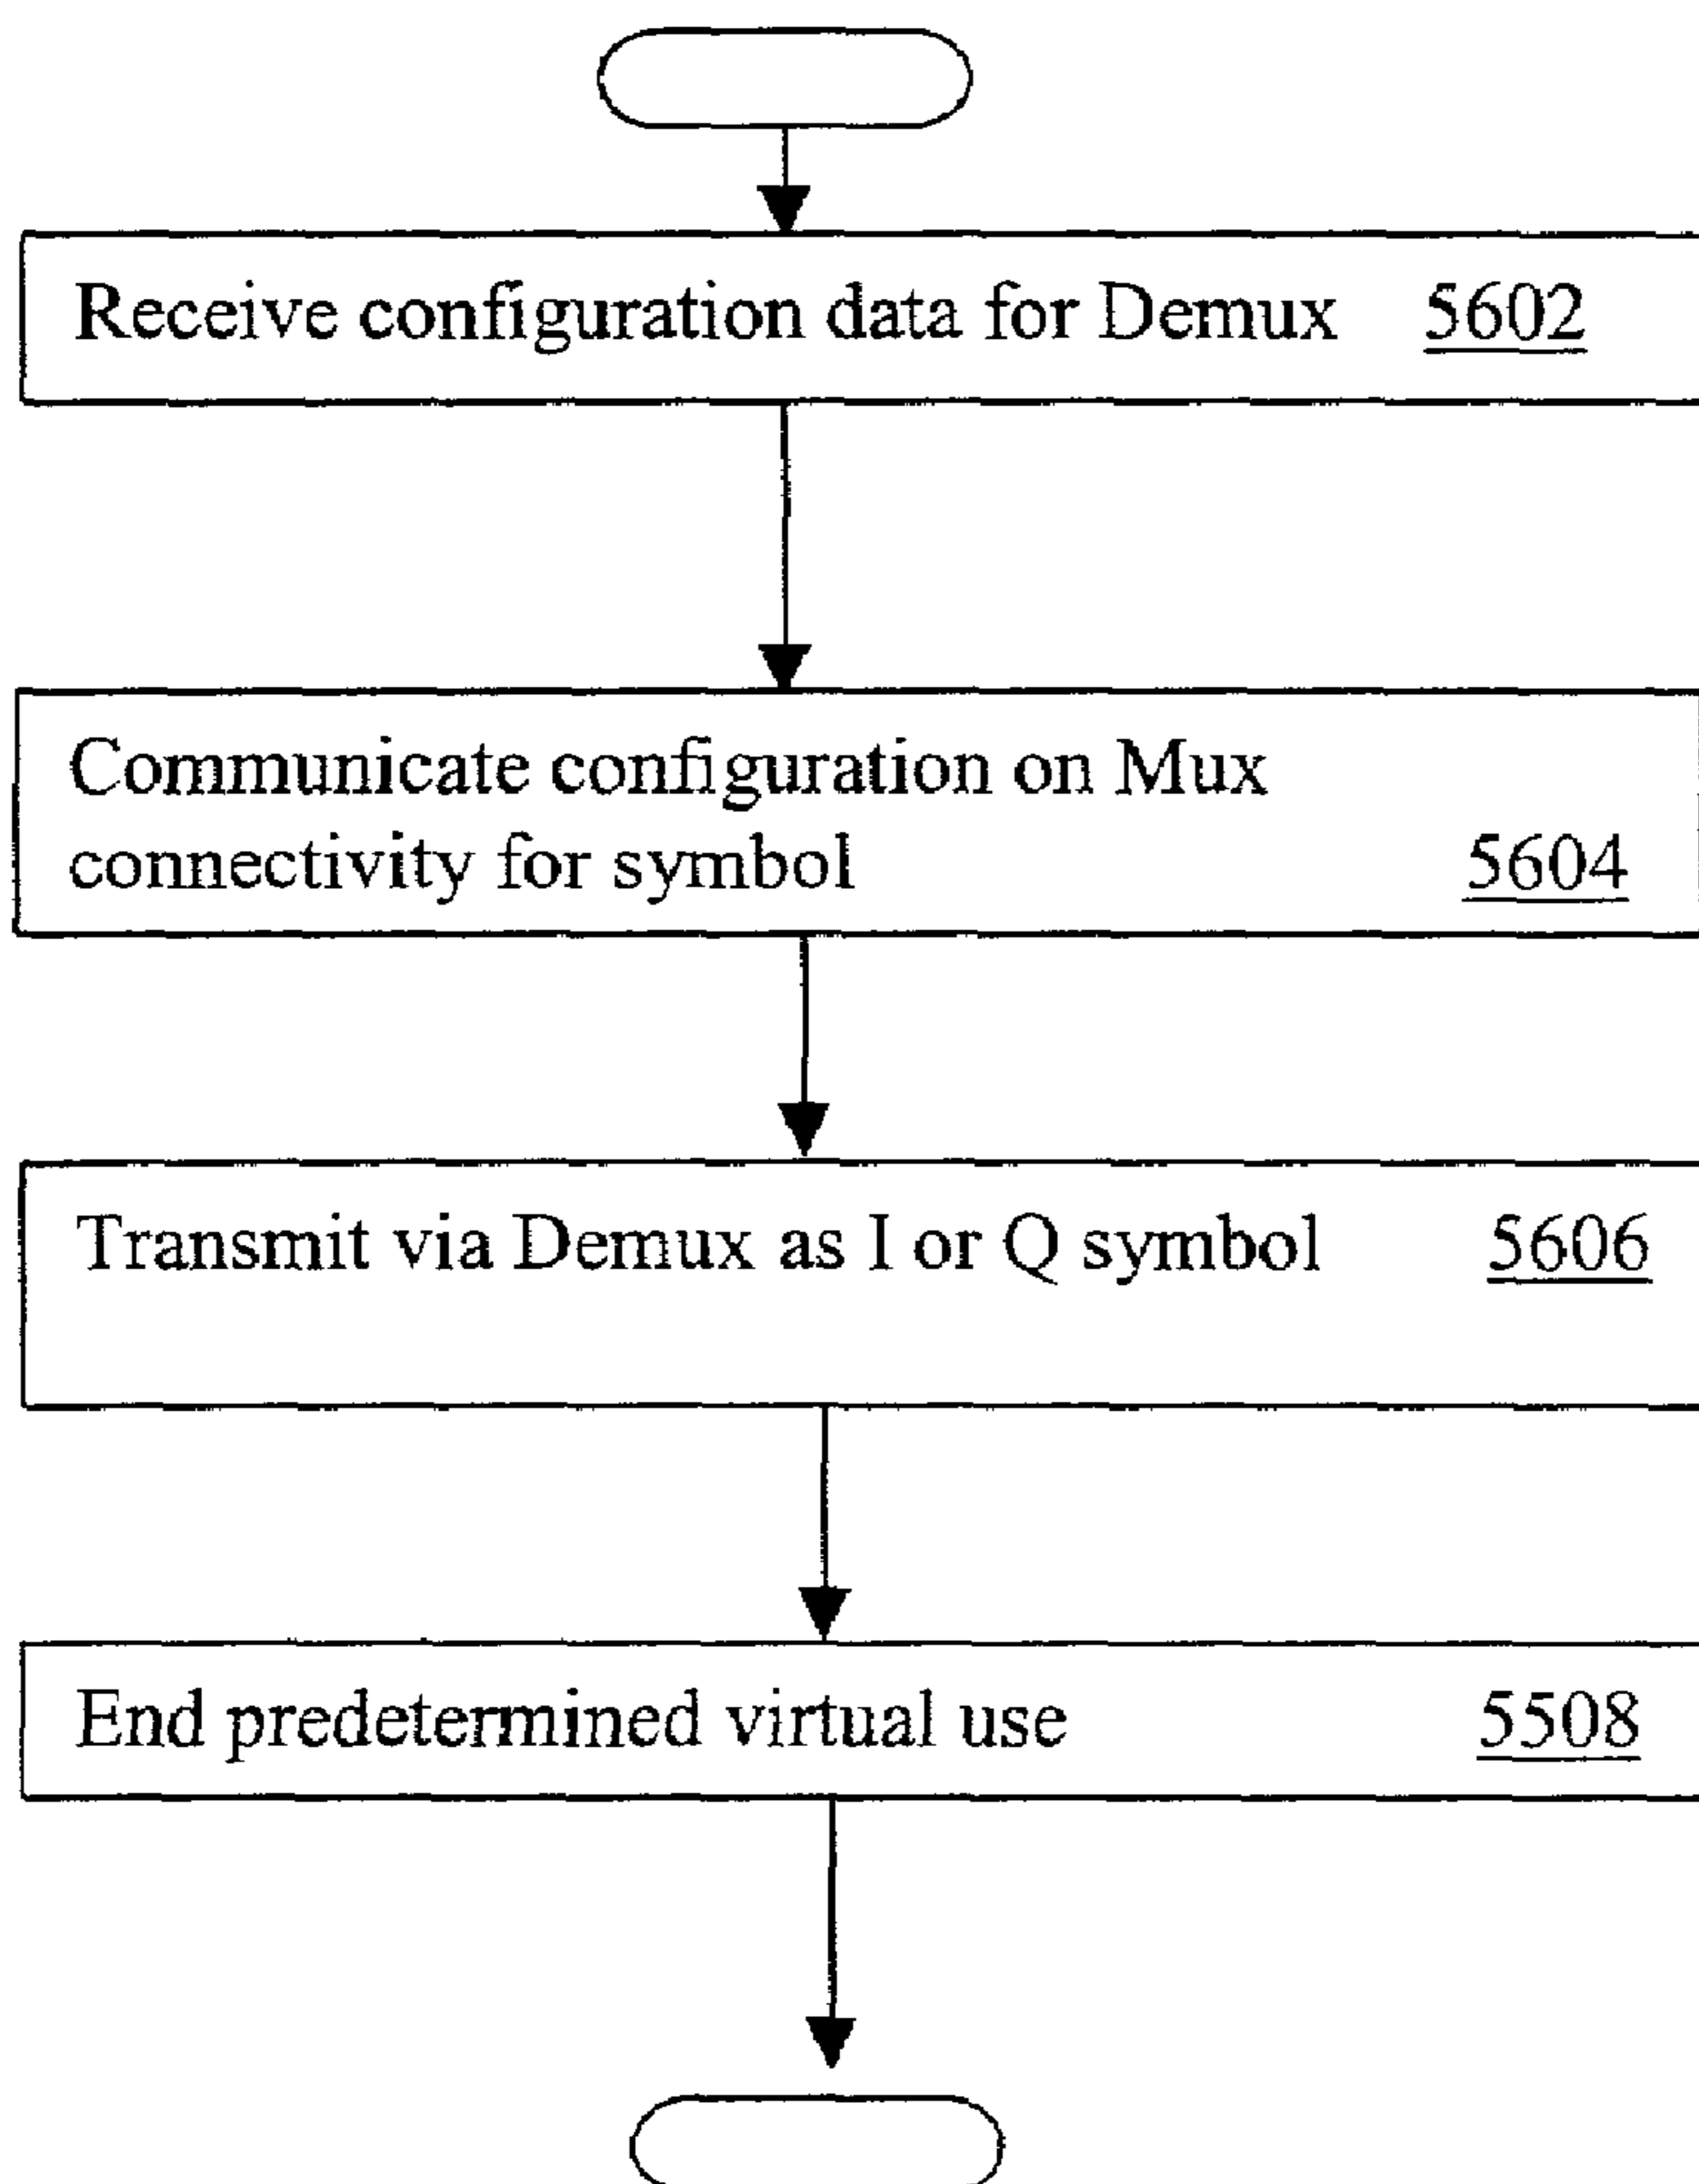 Receive configuration data for Demux 5602
Communicate configuration on Mux
connectivity for symbol 5604
Transmit via Demux as I or Q symbol 5606
End predetermined virtual use 5508